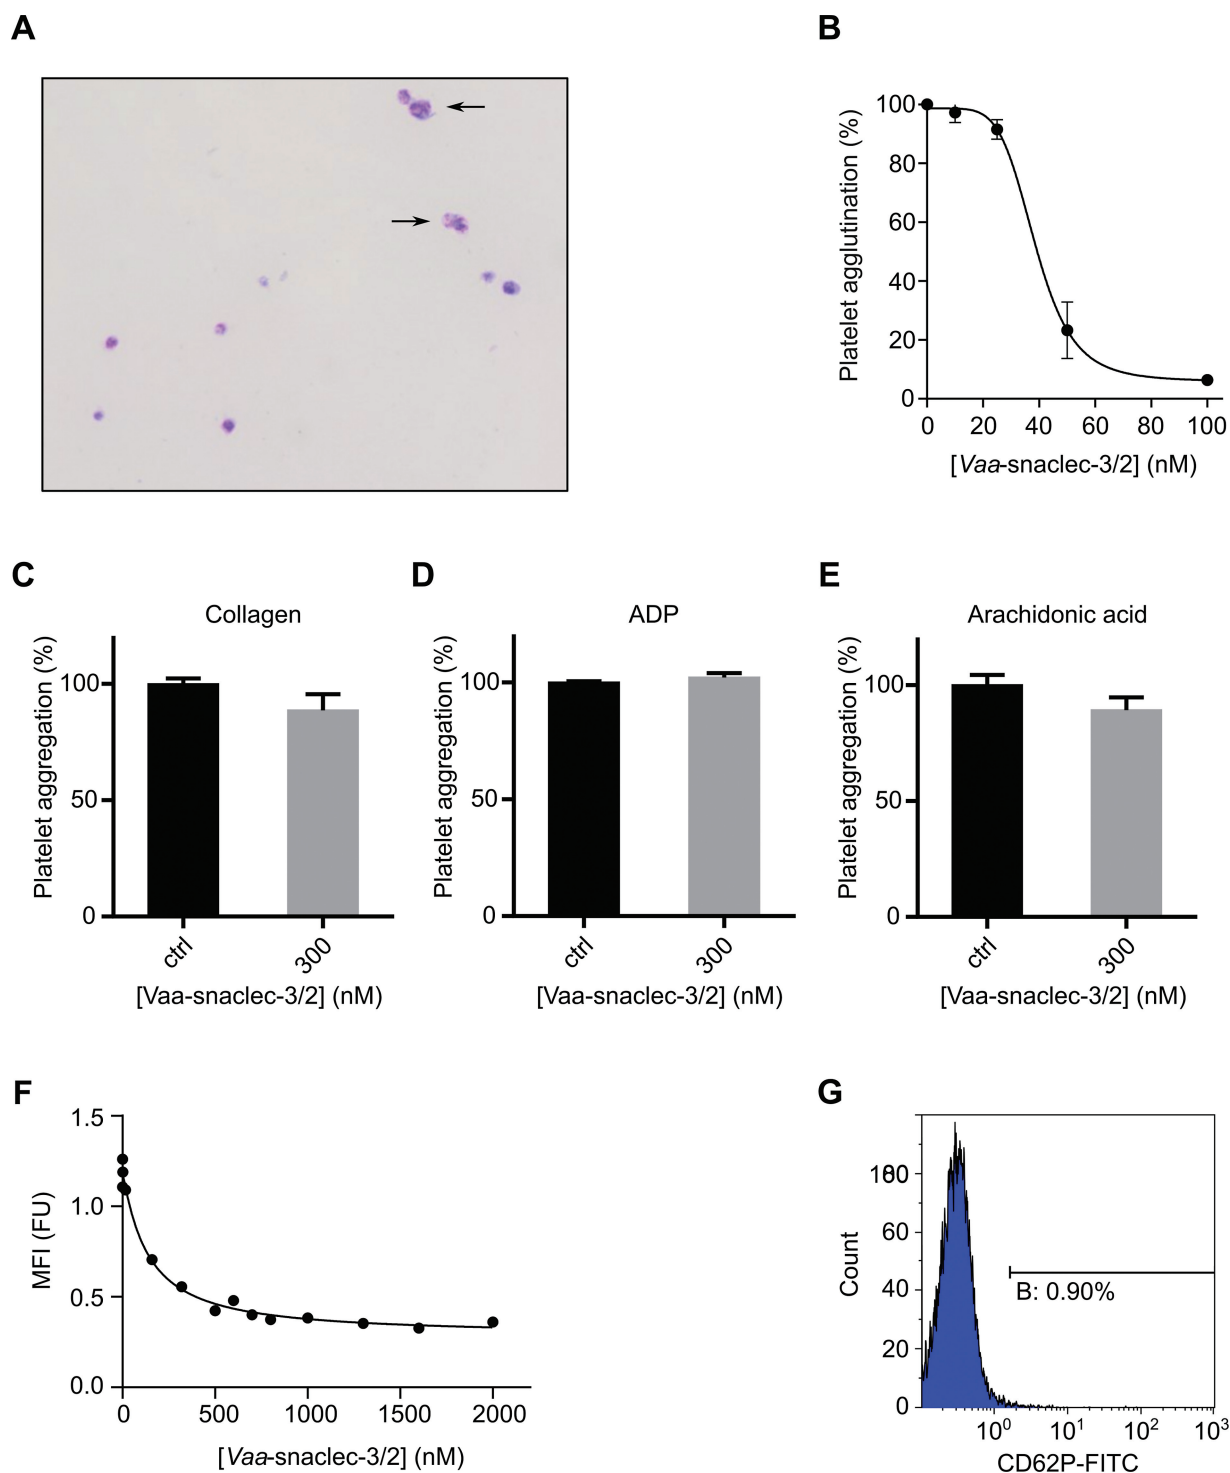 A
B
Platelet agglutination (%)
100
80
60
40
20
0
0 20 40 60 80 100
[Vaa-snaclec-3/2] (nM)
C
Collagen
Platelet aggregation (%)
100
50
0
ctrl 300
[Vaa-snaclec-3/2] (nM)
D
ADP
Platelet aggregation (%)
100
50
0
ctrl 300
[Vaa-snaclec-3/2] (nM)
E
Arachidonic acid
Platelet aggregation (%)
100
50
0
ctrl 300
[Vaa-snaclec-3/2] (nM)
F
MFI (FU)
1.5
1.0
0.5
0.0
0 500 1000 1500 2000
[Vaa-snaclec-3/2] (nM)
G
Count
60
40
20
0
B: 0.90%
10⁰ 10¹ 10² 10³
CD62P-FITC